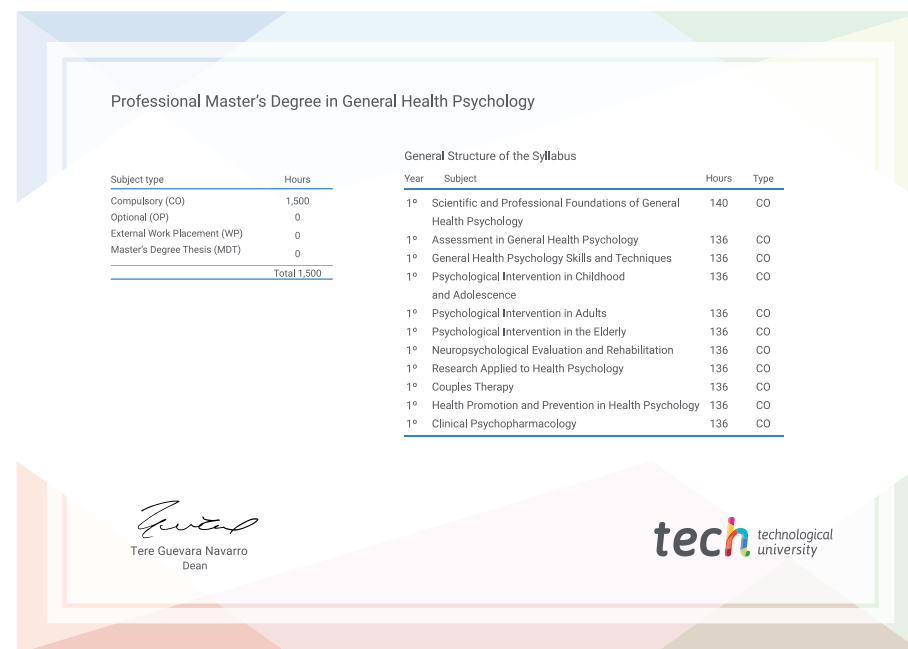 Professional Master's Degree in General Health Psychology
Subject type Hours
Compulsory (CO) 1,500
Optional (OP) 0
External Work Placement (WP) 0
Master's Degree Thesis (MDT) 0
Total 1,500
General Structure of the Syllabus
Year Subject Hours Type
1º Scientific and Professional Foundations of General 140 CO
Health Psychology
1º Assessment in General Health Psychology 136 CO
1º General Health Psychology Skills and Techniques 136 CO
1º Psychological Intervention in Childhood 136 CO
and Adolescence
1º Psychological Intervention in Adults 136 CO
1º Psychological Intervention in the Elderly 136 CO
1º Neuropsychological Evaluation and Rehabilitation 136 CO
1º Research Applied to Health Psychology 136 CO
1º Couples Therapy 136 CO
1º Health Promotion and Prevention in Health Psychology 136 CO
1º Clinical Psychopharmacology 136 CO
Tere Guevara Navarro
Dean
tech technological
university